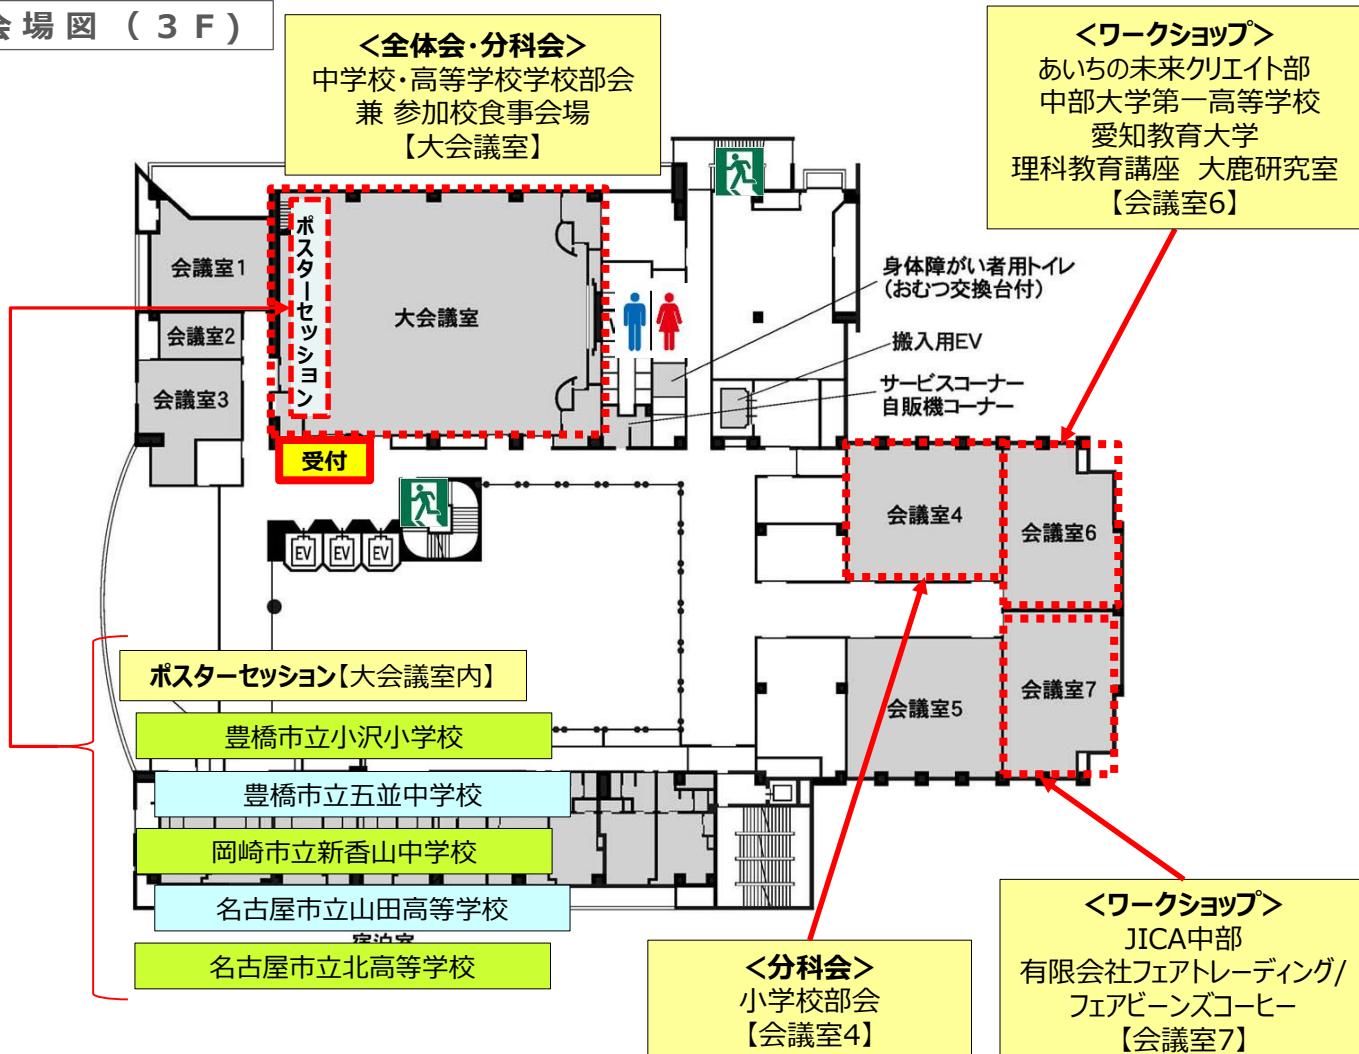 会場図（３Ｆ）
＜全体会・分科会＞
中学校・高等学校学校部会
兼 参加校食事会場
【大会議室】
＜ワークショップ＞
あいちの未来クリエイト部
中部大学第一高等学校
愛知教育大学
理科教育講座 大鹿研究室
【会議室6】
会議室1
会議室2
会議室3
ポスターセッション
大会議室
身体障がい者用トイレ
（おむつ交換台付）
搬入用EV
サービスコーナー
自販機コーナー
受付
EV
EV
EV
会議室4
会議室6
会議室5
会議室7
ポスターセッション【大会議室内】
豊橋市立小沢小学校
豊橋市立五並中学校
岡崎市立新香山中学校
名古屋市立山田高等学校
宿泊室
名古屋市立北高等学校
＜分科会＞
小学校部会
【会議室4】
＜ワークショップ＞
JICA中部
有限会社フェアトレーディング/
フェアビーンズコーヒー
【会議室7】